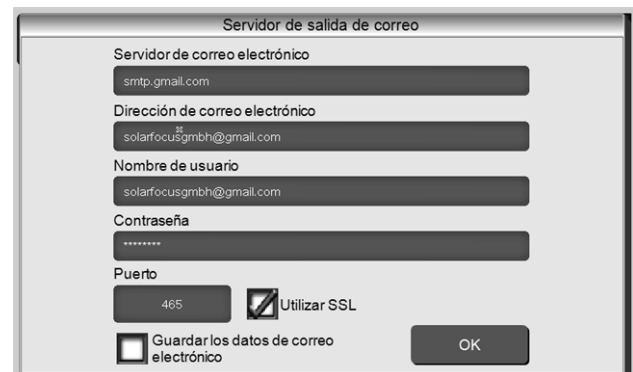 Servidor de salida de correo
Servidor de correo electrónico
smtp.gmail.com
Dirección de correo electrónico
solarfocusgmbh@gmail.com
Nombre de usuario
solarfocusgmbh@gmail.com
Contraseña
********
Puerto
465 Utilizar SSL
Guardar los datos de correo
electrónico
OK